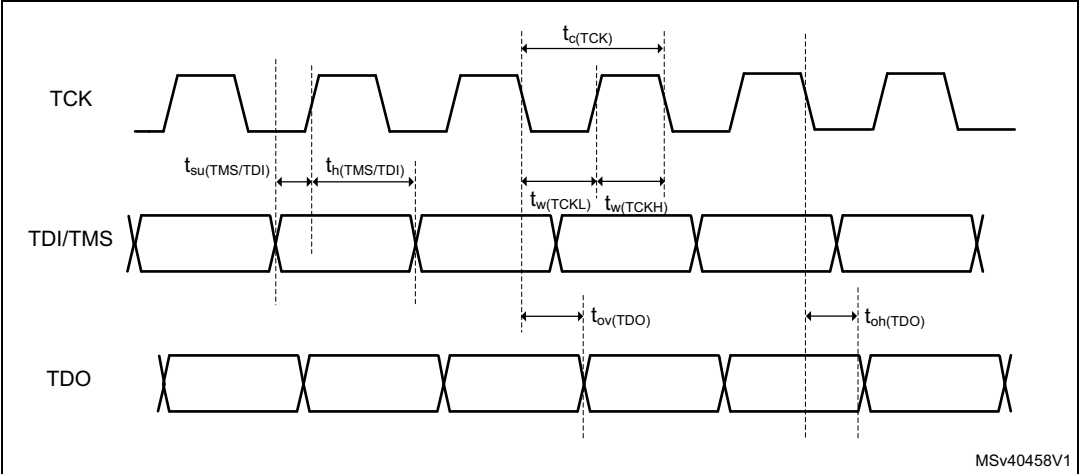 tc(TCK)
TCK
tsu(TMS/TDI) th(TMS/TDI)
tw(TCKL) tw(TCKH)
TDI/TMS
tov(TDO) toh(TDO)
TDO
MSv40458V1